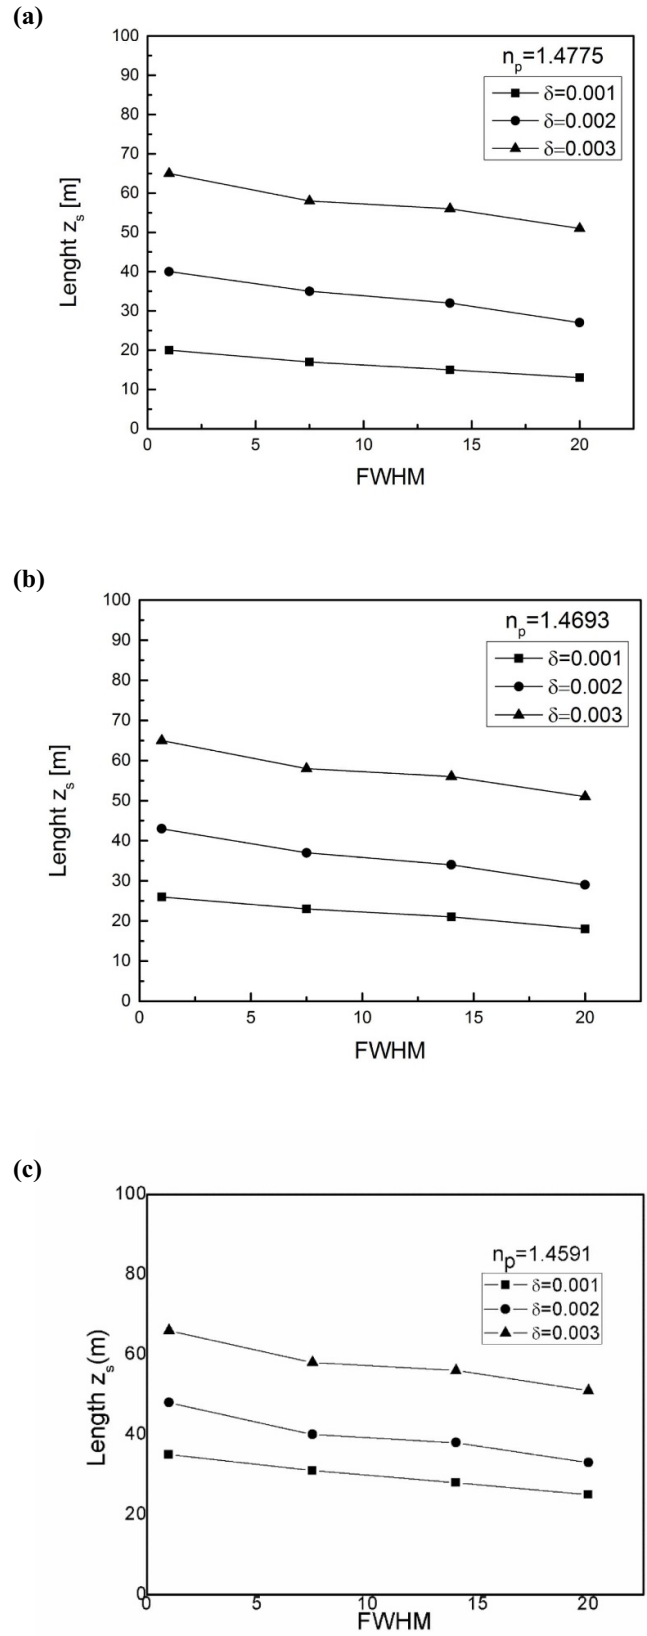 (a)
100
90
80
70
60
50
40
30
20
10
0
Lenght z_s [m]
n_p=1.4775
δ=0.001
δ=0.002
δ=0.003
0 5 10 15 20
FWHM
(b)
100
90
80
70
60
50
40
30
20
10
0
Lenght z_s [m]
n_p=1.4693
δ=0.001
δ=0.002
δ=0.003
0 5 10 15 20
FWHM
(c)
100
80
60
40
20
0
Length z_s(m)
n_p=1.4591
δ=0.001
δ=0.002
δ=0.003
0 5 10 15 20
FWHM